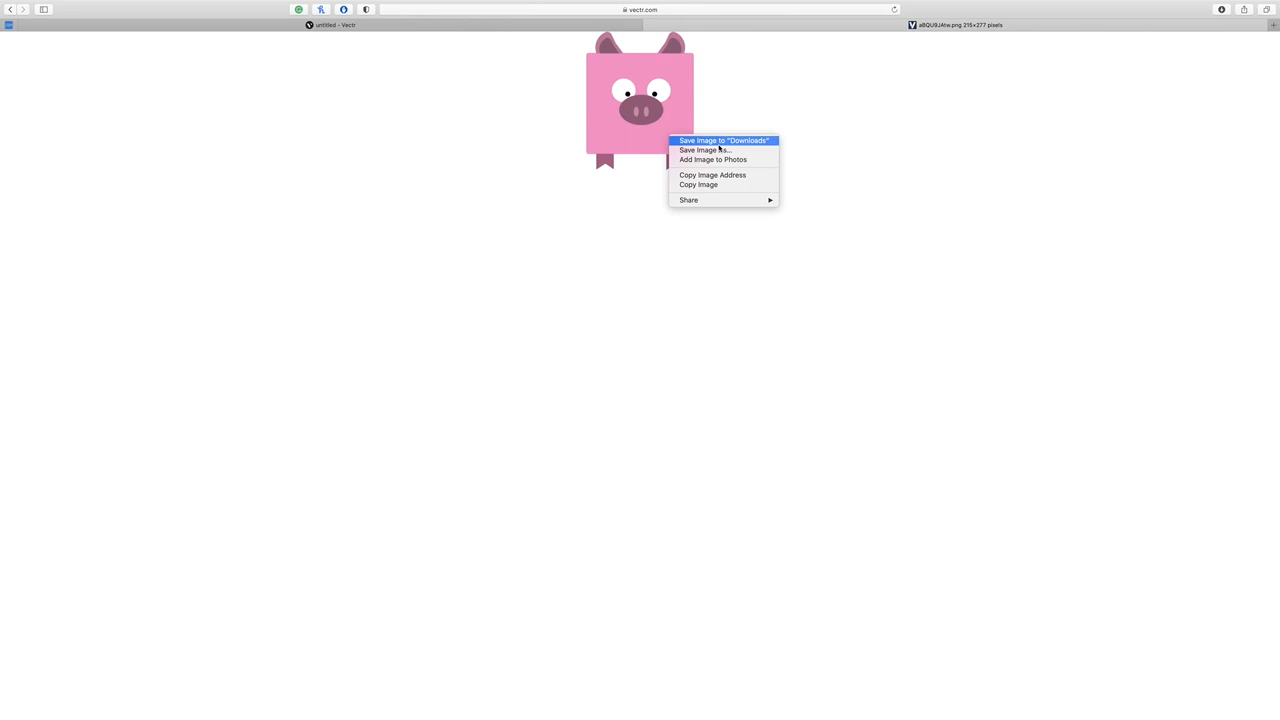 vectr.com
untitled - Vectr
aBQU9JAtw.png 215×277 pixels
Save Image to "Downloads"
Save Image As...
Add Image to Photos
Copy Image Address
Copy Image
Share